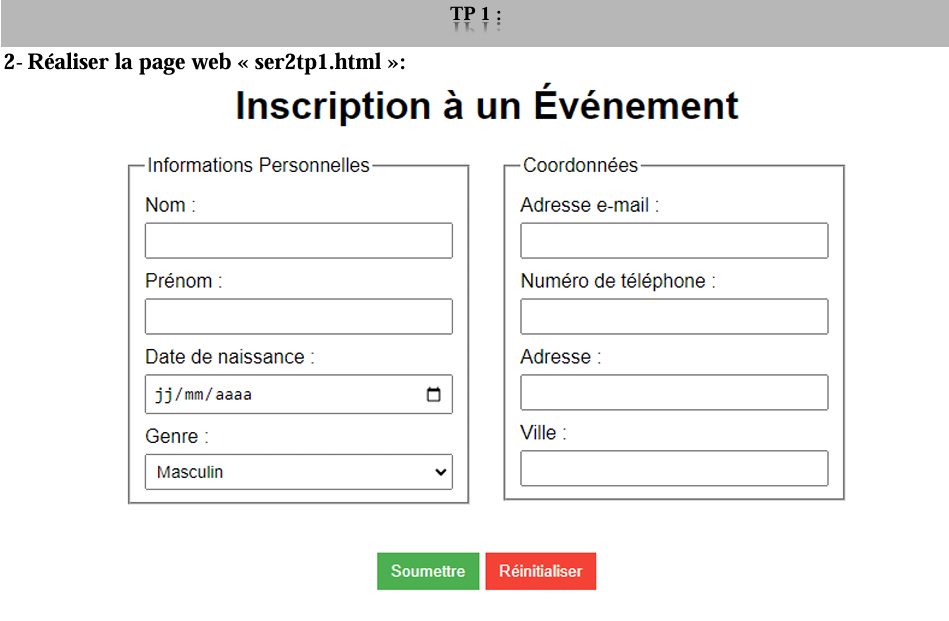 TP 1 :
2- Réaliser la page web « ser2tp1.html »:
Inscription à un Événement
Informations Personnelles
Nom :
Prénom :
Date de naissance :
jj/mm/aaaa
Genre :
Masculin
Coordonnées
Adresse e-mail :
Numéro de téléphone :
Adresse :
Ville :
Soumettre
Réinitialiser